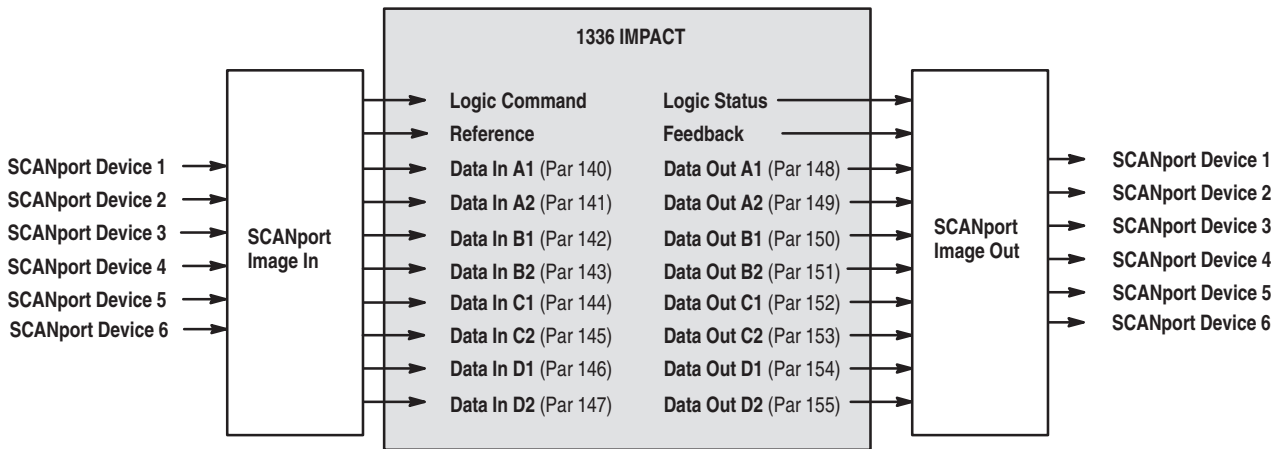 1336 IMPACT
SCANport Device 1
SCANport Device 2
SCANport Device 3
SCANport Device 4
SCANport Device 5
SCANport Device 6
SCANport
Image In
Logic Command
Reference
Data In A1 (Par 140)
Data In A2 (Par 141)
Data In B1 (Par 142)
Data In B2 (Par 143)
Data In C1 (Par 144)
Data In C2 (Par 145)
Data In D1 (Par 146)
Data In D2 (Par 147)
Logic Status
Feedback
Data Out A1 (Par 148)
Data Out A2 (Par 149)
Data Out B1 (Par 150)
Data Out B2 (Par 151)
Data Out C1 (Par 152)
Data Out C2 (Par 153)
Data Out D1 (Par 154)
Data Out D2 (Par 155)
SCANport
Image Out
SCANport Device 1
SCANport Device 2
SCANport Device 3
SCANport Device 4
SCANport Device 5
SCANport Device 6